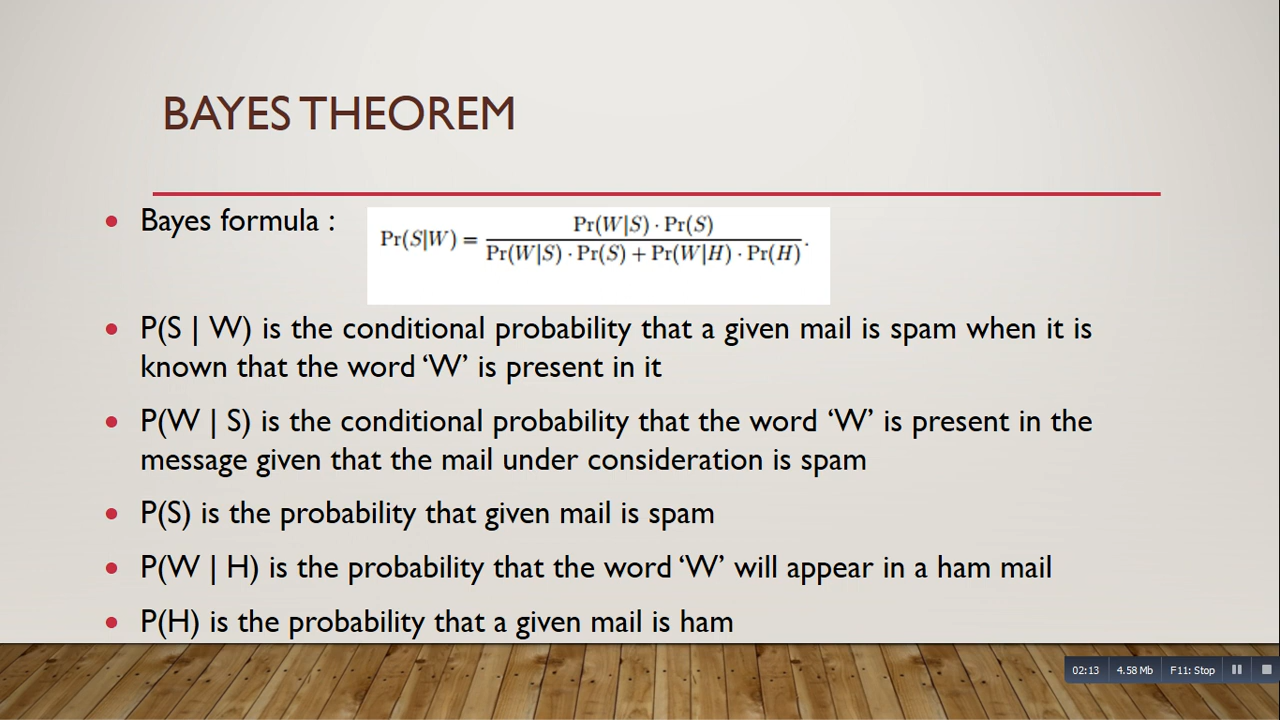 BAYES THEOREM
• Bayes formula :
Pr(S|W) = Pr(W|S) · Pr(S) / Pr(W|S) · Pr(S) + Pr(W|H) · Pr(H) .
• P(S | W) is the conditional probability that a given mail is spam when it is
known that the word ‘W’ is present in it
• P(W | S) is the conditional probability that the word ‘W’ is present in the
message given that the mail under consideration is spam
• P(S) is the probability that given mail is spam
• P(W | H) is the probability that the word ‘W’ will appear in a ham mail
• P(H) is the probability that a given mail is ham
02:13 4.58 Mb F11: Stop